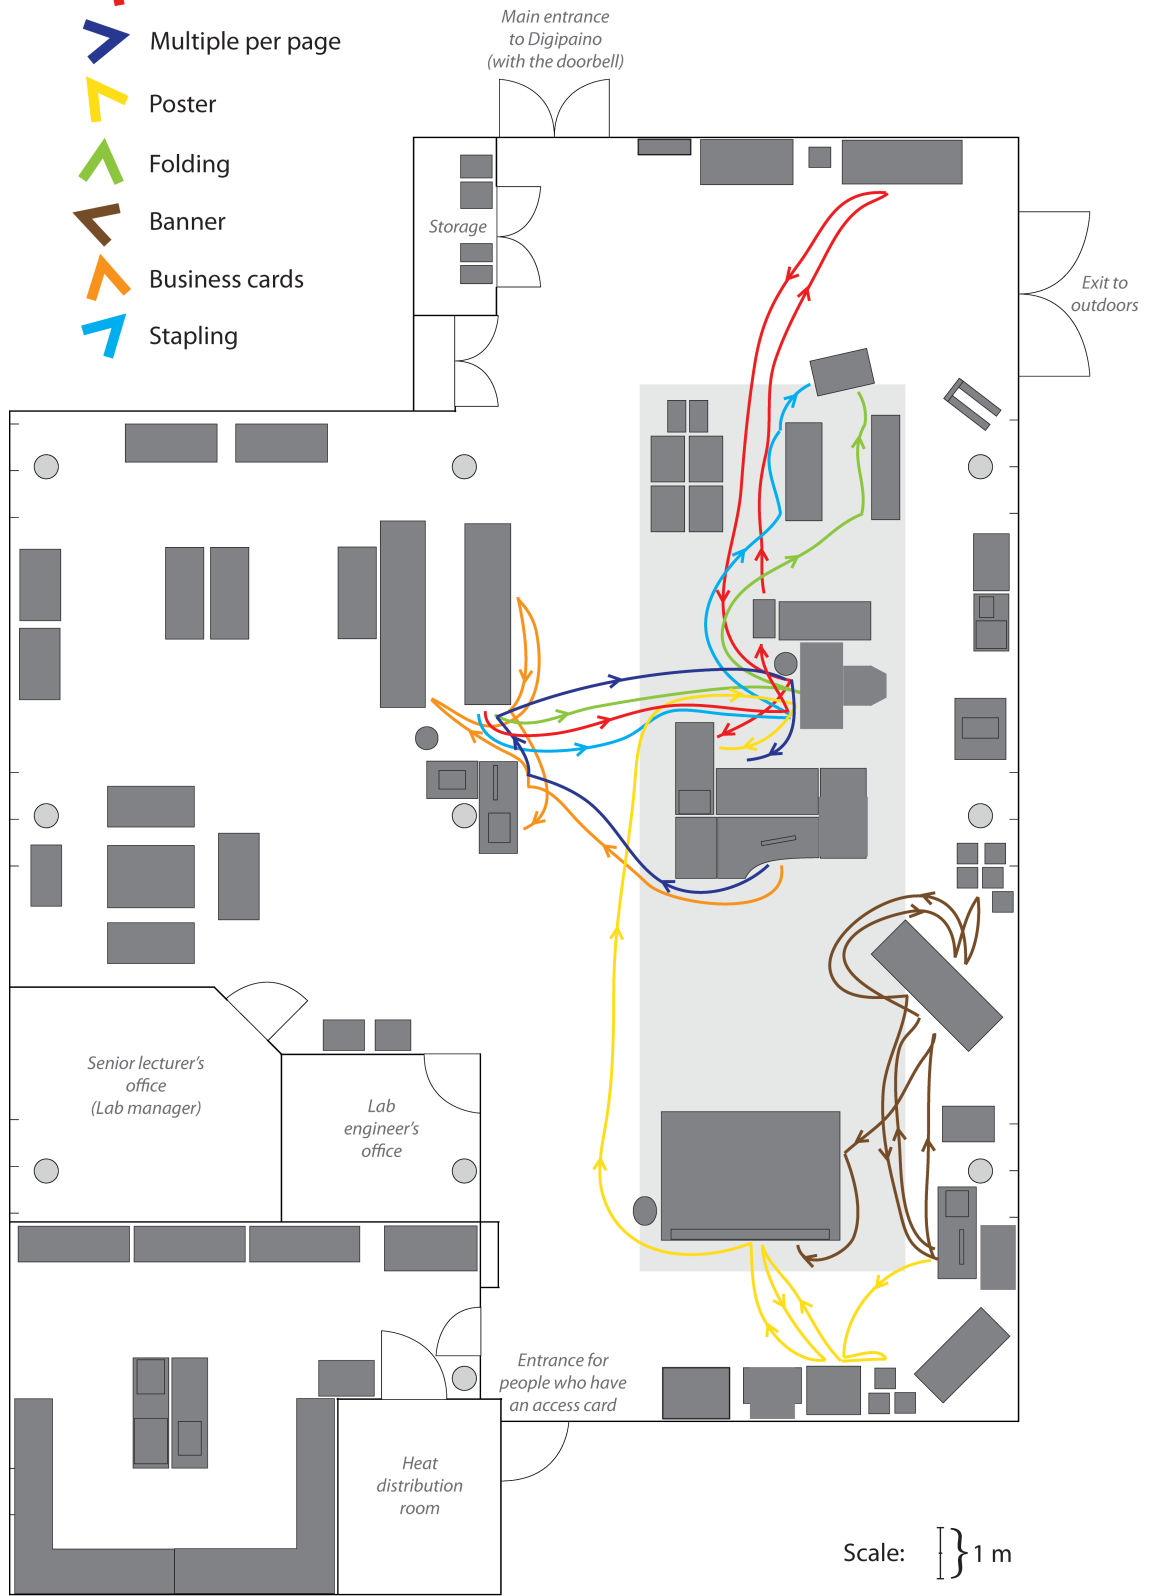 Main entrance
to Digipaino
(with the doorbell)
Multiple per page
Poster
Folding
Banner
Business cards
Stapling
Storage
Exit to
outdoors
Senior lecturer's
office
(Lab manager)
Lab
engineer's
office
Entrance for
people who have
an access card
Heat
distribution
room
Scale: 1 m